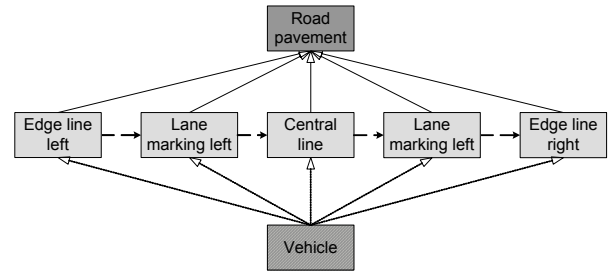 Road
pavement
Edge line
left
Lane
marking left
Central
line
Lane
marking left
Edge line
right
Vehicle